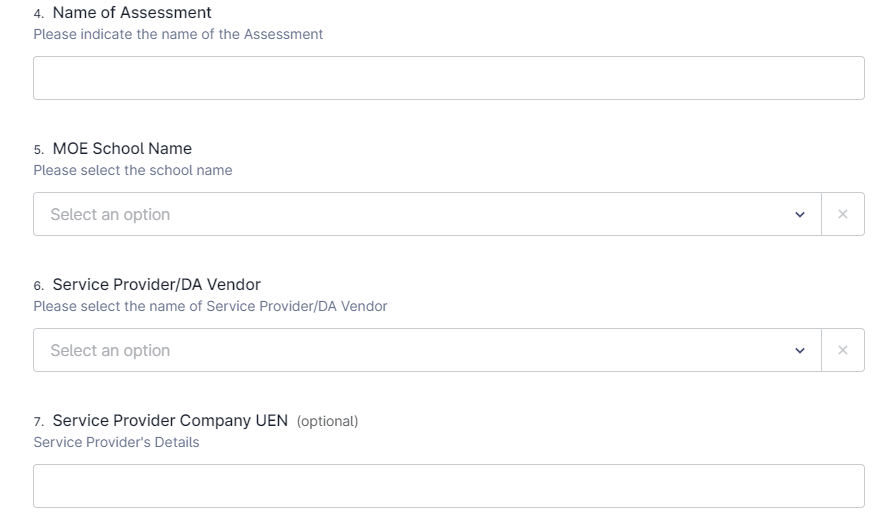 4. Name of Assessment
Please indicate the name of the Assessment
5. MOE School Name
Please select the school name
Select an option
6. Service Provider/DA Vendor
Please select the name of Service Provider/DA Vendor
Select an option
7. Service Provider Company UEN (optional)
Service Provider's Details